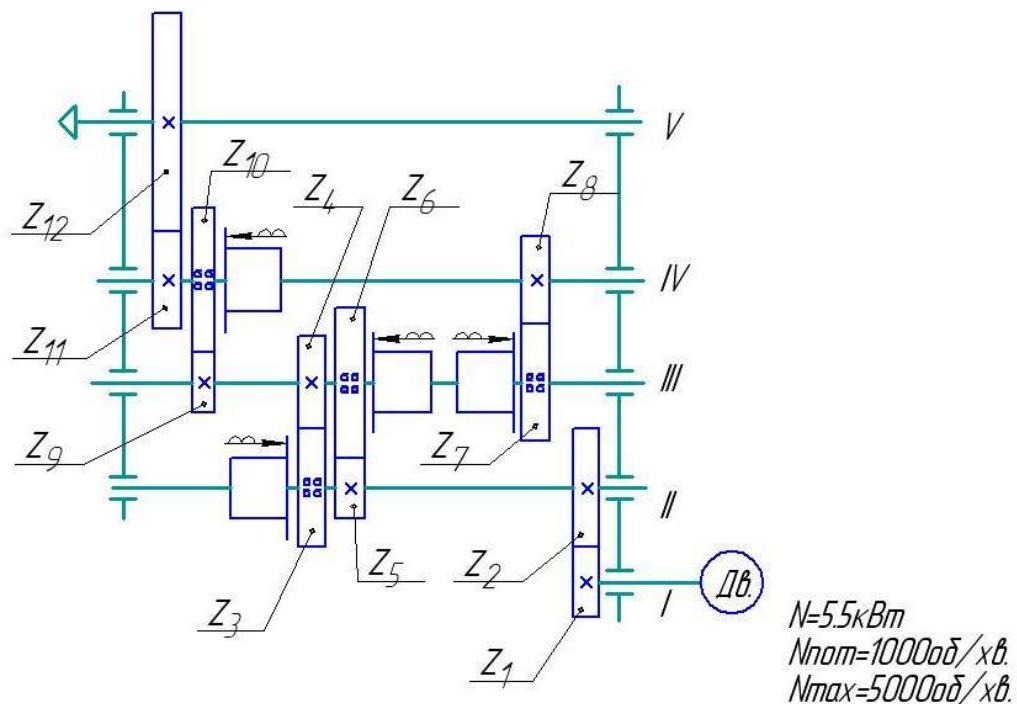 Z12
Z10
Z4
Z6
Z8
V
IV
Z11
III
Z9
Z7
II
Z3
Z5
Z2
I
Дв.
Z1
N=5.5кВт
Nnom=1000об/хв.
Nmax=5000об/хв.